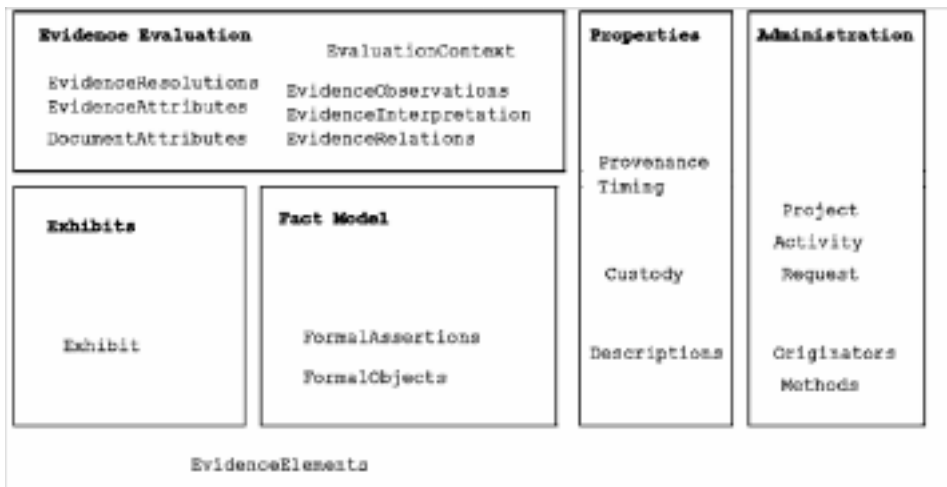 Evidence Evaluation
EvaluationContext
EvidenceResolutions
EvidenceAttributes
DocumentAttributes
EvidenceObservations
EvidenceInterpretation
EvidenceRelations
Exhibits
Exhibit
Fact Model
FormalAssertions
FormalObjects
Properties
Provenance
Timing
Custody
Descriptions
Administration
Project
Activity
Request
Originators
Methods
EvidenceElements